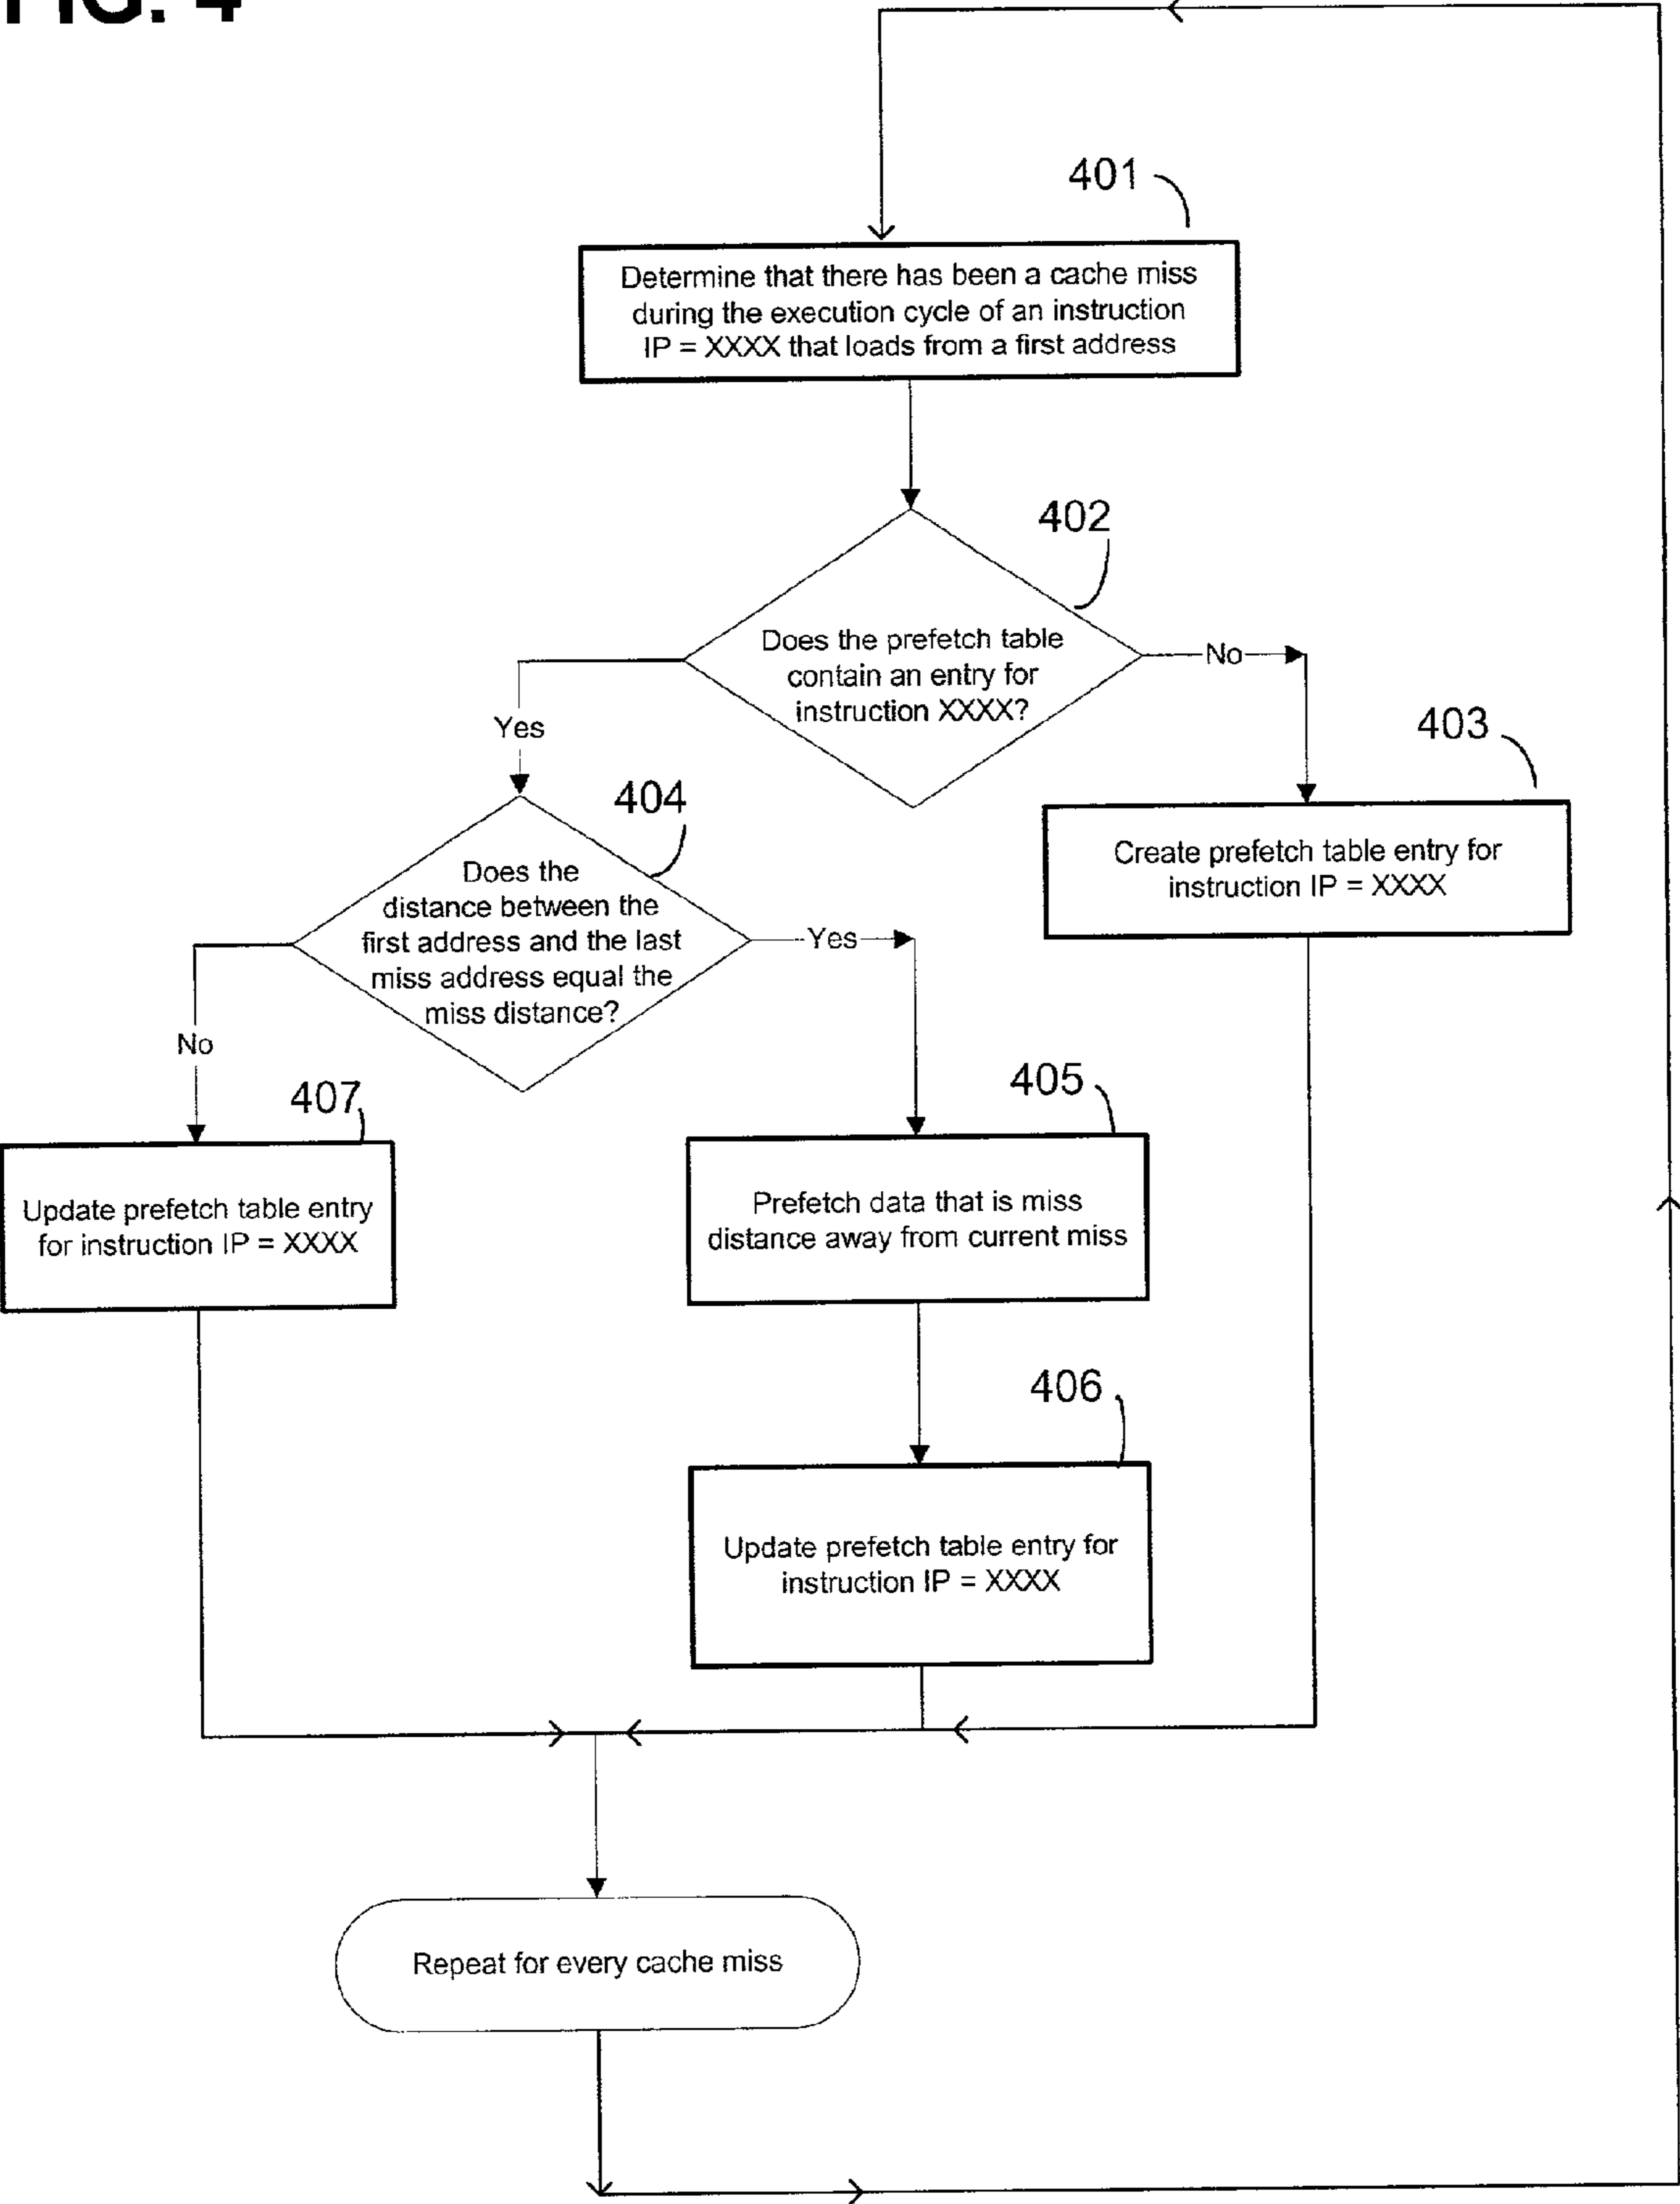 FIG. 4
401
Determine that there has been a cache miss
during the execution cycle of an instruction
IP = XXXX that loads from a first address
402
Does the prefetch table
contain an entry for
instruction XXXX?
No
Yes
403
Create prefetch table entry for
instruction IP = XXXX
404
Does the
distance between the
first address and the last
miss address equal the
miss distance?
Yes
No
407
Update prefetch table entry
for instruction IP = XXXX
405
Prefetch data that is miss
distance away from current miss
406
Update prefetch table entry for
instruction IP = XXXX
Repeat for every cache miss